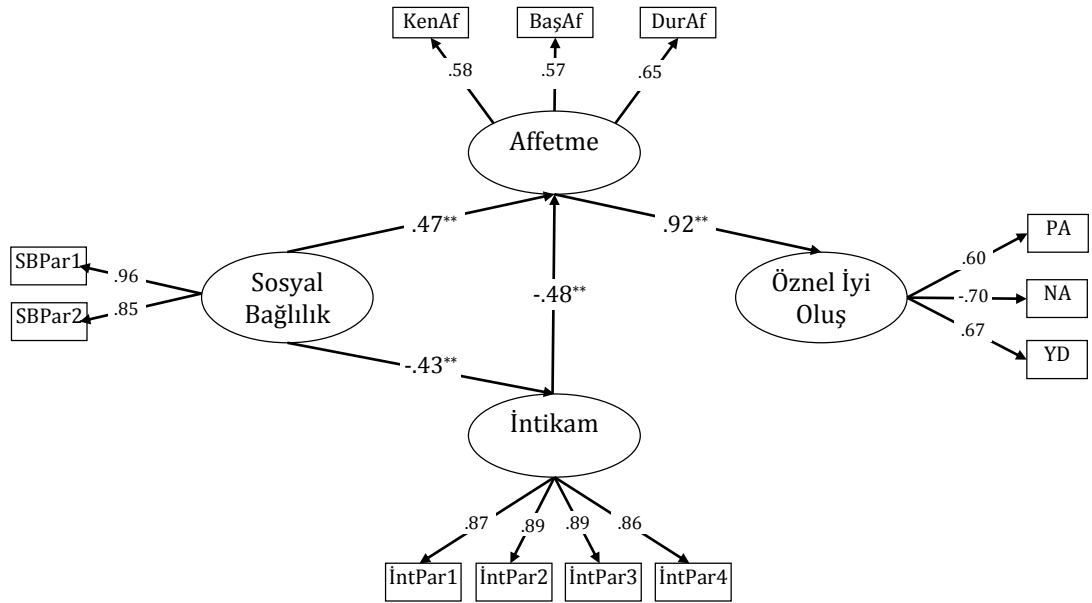 KenAf
BaşAf
DurAf
.58
.57
.65
Affetme
.47**
.92**
SBPar1
SBPar2
.96
.85
Sosyal
Bağlılık
-.48**
Öznel İyi
Oluş
.60
-.70
.67
PA
NA
YD
-.43**
İntikam
.87
.89
.89
.86
İntPar1
İntPar2
İntPar3
İntPar4